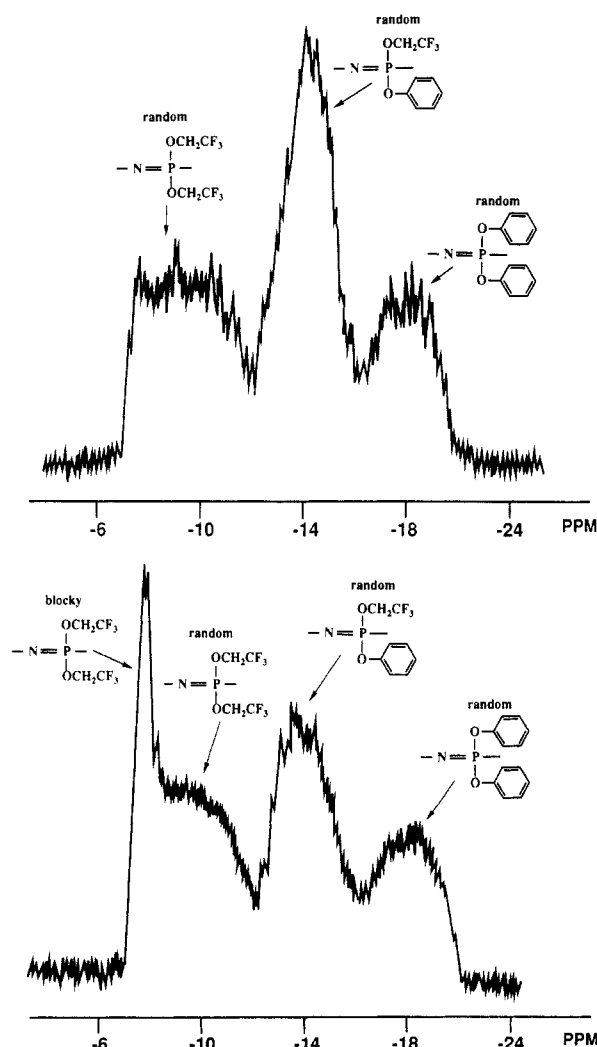 random
OCH₂CF₃
— N = P —
O
random
OCH₂CF₃
— N = P —
OCH₂CF₃
random
O
— N = P —
O
-6 -10 -14 -18 -24 PPM
blocky
OCH₂CF₃
— N = P —
OCH₂CF₃
random
OCH₂CF₃
— N = P —
OCH₂CF₃
random
OCH₂CF₃
— N = P —
O
random
O
— N = P —
O
-6 -10 -14 -18 -24 PPM